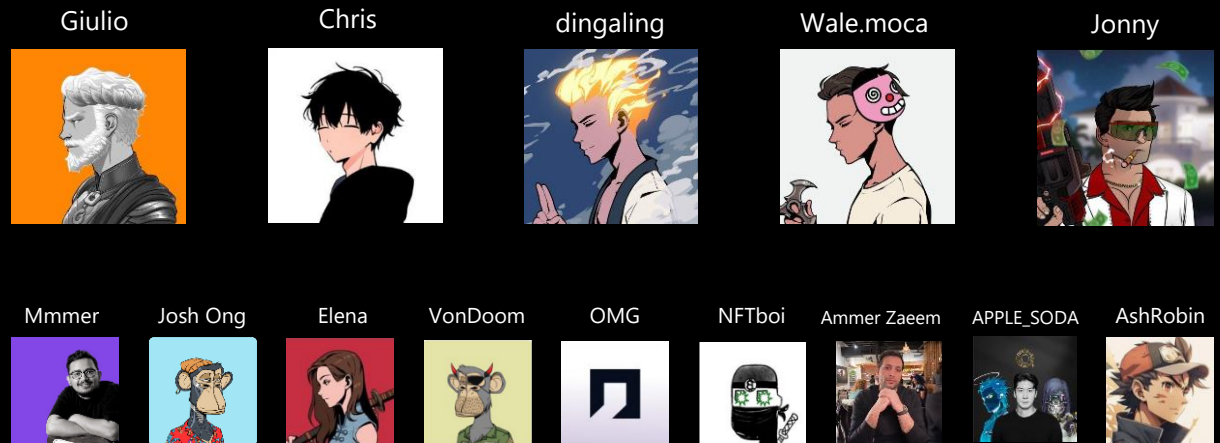 Giulio
Chris
dingaling
Wale.moca
Jonny
Mmmer
Josh Ong
Elena
VonDoom
OMG
NFTboi
Ammer Zaeem
APPLE_SODA
AshRobin